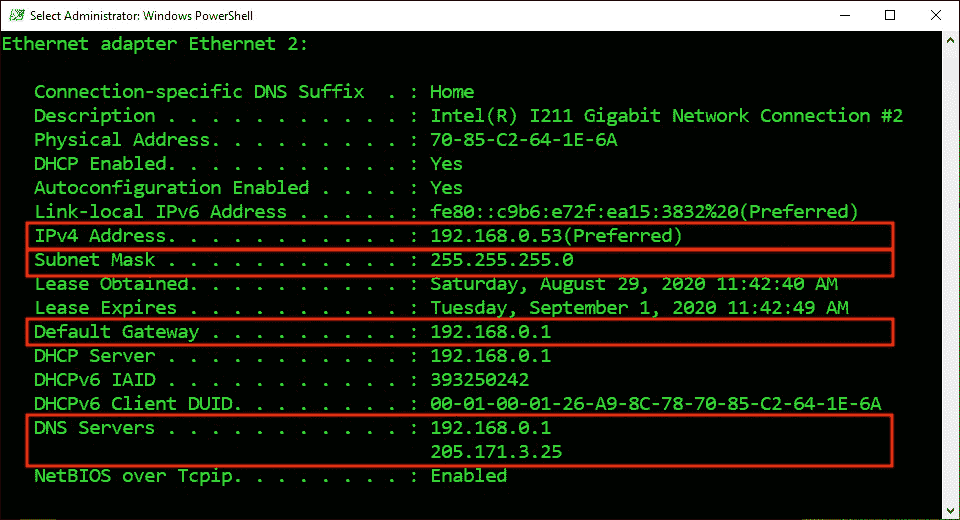 Select Administrator: Windows PowerShell
Ethernet adapter Ethernet 2:
Connection-specific DNS Suffix  . : Home
Description . . . . . . . . . . . : Intel(R) I211 Gigabit Network Connection #2
Physical Address. . . . . . . . . : 70-85-C2-64-1E-6A
DHCP Enabled. . . . . . . . . . . : Yes
Autoconfiguration Enabled . . . . : Yes
Link-local IPv6 Address . . . . . : fe80::c9b6:e72f:ea15:3832%20(Preferred)
IPv4 Address. . . . . . . . . . . : 192.168.0.53(Preferred)
Subnet Mask . . . . . . . . . . . : 255.255.255.0
Lease Obtained. . . . . . . . . . : Saturday, August 29, 2020 11:42:40 AM
Lease Expires . . . . . . . . . . : Tuesday, September 1, 2020 11:42:49 AM
Default Gateway . . . . . . . . . : 192.168.0.1
DHCP Server . . . . . . . . . . . : 192.168.0.1
DHCPv6 IAID . . . . . . . . . . . : 393250242
DHCPv6 Client DUID. . . . . . . . : 00-01-00-01-26-A9-8C-78-70-85-C2-64-1E-6A
DNS Servers . . . . . . . . . . . : 192.168.0.1
205.171.3.25
NetBIOS over Tcpip. . . . . . . . : Enabled